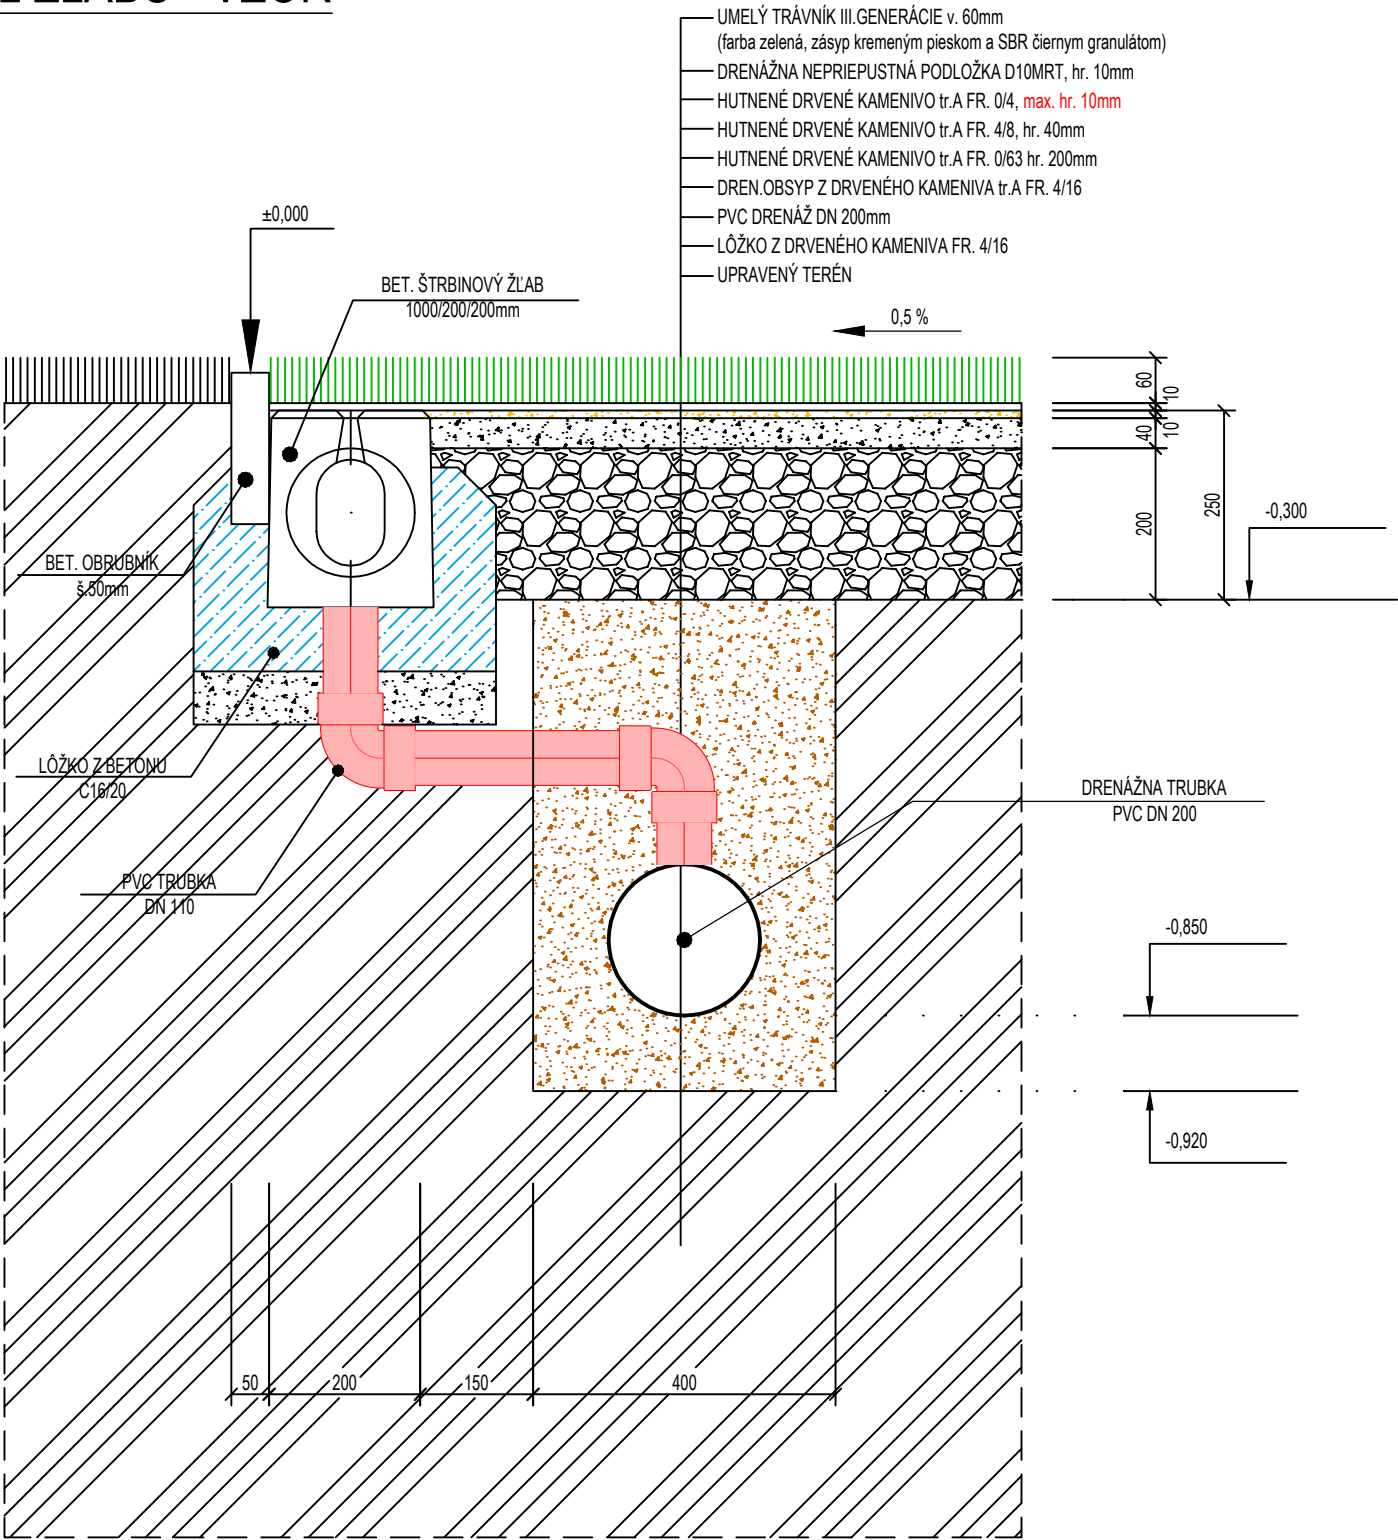 UMELÝ TRÁVNÍK III.GENERÁCIE v. 60mm
(farba zelená, zásyp kremeným pieskom a SBR čiernym granulátom)
DRENÁŽNA NEPRIEPUSTNÁ PODLOŽKA D10MRT, hr. 10mm
HUTNENÉ DRVENÉ KAMENIVO tr.A FR. 0/4, max. hr. 10mm
HUTNENÉ DRVENÉ KAMENIVO tr.A FR. 4/8, hr. 40mm
HUTNENÉ DRVENÉ KAMENIVO tr.A FR. 0/63 hr. 200mm
DREN.OBSYP Z DRVENÉHO KAMENIVA tr.A FR. 4/16
PVC DRENÁŽ DN 200mm
LÔŽKO Z DRVENÉHO KAMENIVA FR. 4/16
UPRAVENÝ TERÉN
±0,000
BET. ŠTRBINOVÝ ŽĽAB
1000/200/200mm
0,5 %
60
10
40
10
200
250
-0,300
BET. OBRUBNÍK
š.50mm
LÔŽKO Z BETÓNU
C16/20
PVC TRUBKA
DN 110
DRENÁŽNA TRUBKA
PVC DN 200
-0,850
-0,920
50
200
150
400